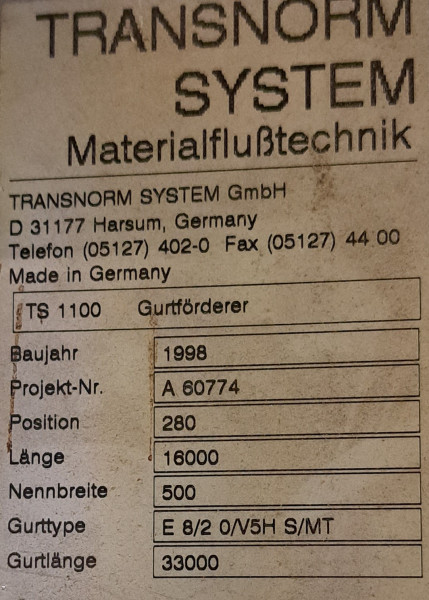 TRANSNORM
SYSTEM
Materialflußtechnik
TRANSNORM SYSTEM GmbH
D 31177 Harsum, Germany
Telefon (05127) 402-0 Fax (05127) 44 00
Made in Germany
TS 1100 Gurtförderer
Baujahr 1998
Projekt-Nr. A 60774
Position 280
Länge 16000
Nennbreite 500
Gurttype E 8/2 0/V5H S/MT
Gurtlänge 33000